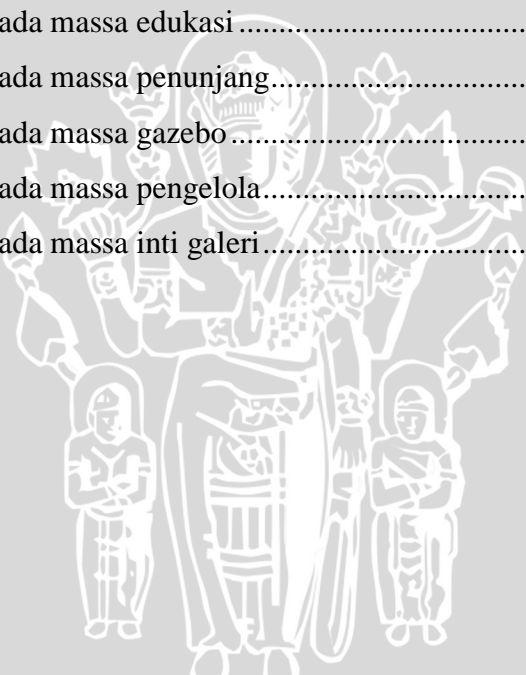 ada massa edukasi..............................
ada massa penunjang..........................
ada massa gazebo...............................
ada massa pengelola...........................
ada massa inti galeri...........................